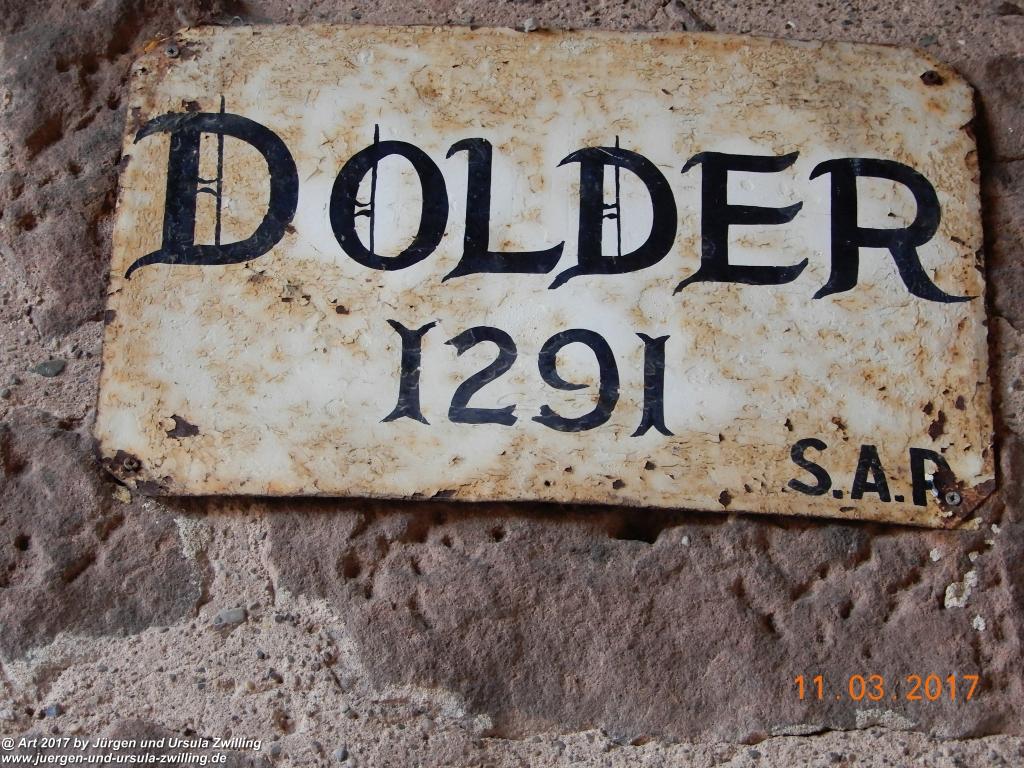 DOLDER
1291
S.A.R.
11.03.2017
@ Art 2017 by Jürgen und Ursula Zwilling
www.juergen-und-ursula-zwilling.de